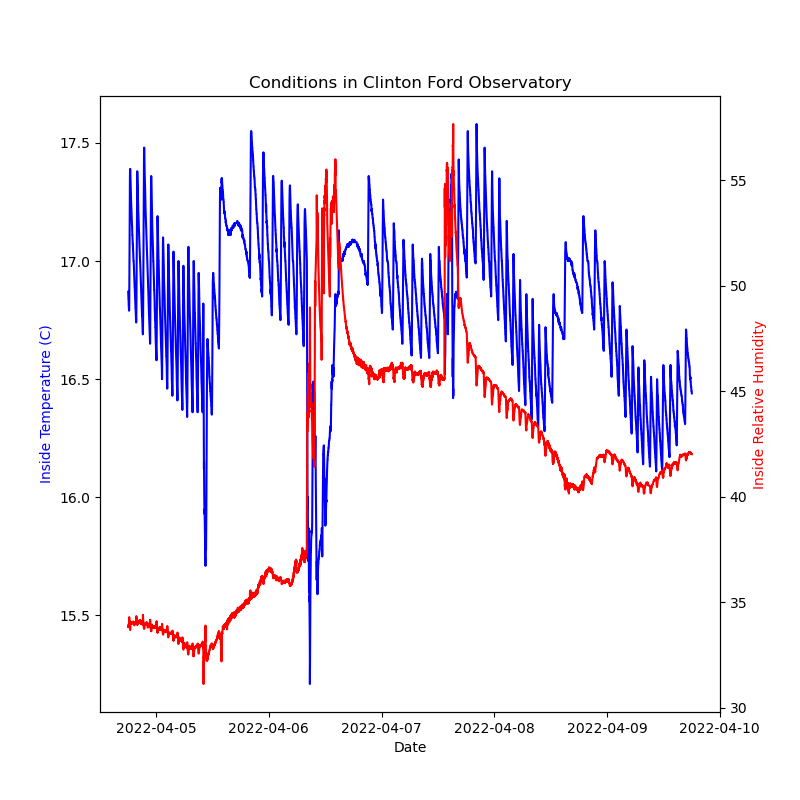 Conditions in Clinton Ford Observatory
17.5
17.0
16.5
16.0
15.5
Inside Temperature (C)
55
50
45
40
35
30
Inside Relative Humidity
2022-04-05 2022-04-06 2022-04-07 2022-04-08 2022-04-09 2022-04-10
Date